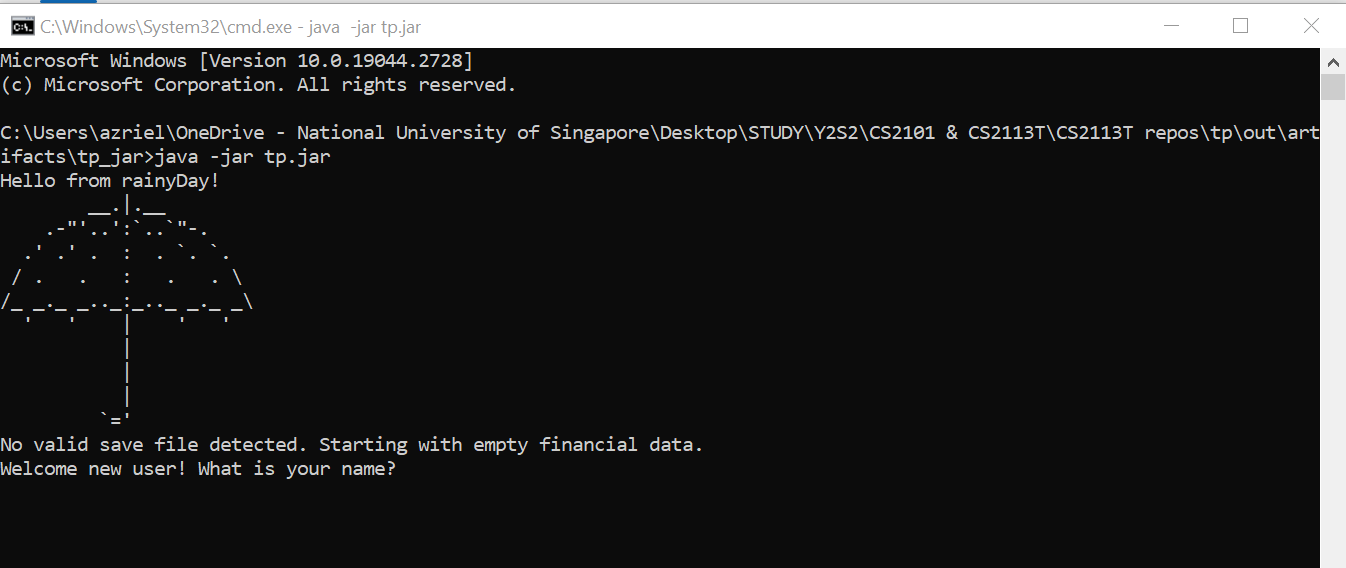 C:\Windows\System32\cmd.exe - java  -jar tp.jar
Microsoft Windows [Version 10.0.19044.2728]
(c) Microsoft Corporation. All rights reserved.
C:\Users\azriel\OneDrive - National University of Singapore\Desktop\STUDY\Y2S2\CS2101 & CS2113T\CS2113T repos\tp\out\art
ifacts\tp_jar>java -jar tp.jar
Hello from rainyDay!
        __.|.__
    .-"'..':`..`"-.
  .' .' .  :  . `. `.
 / .   .   :   .   . \
/_ _._ _.._:_.._ _._ _\
  '   '    |    '   '
           |
           |
           |
         `='
No valid save file detected. Starting with empty financial data.
Welcome new user! What is your name?